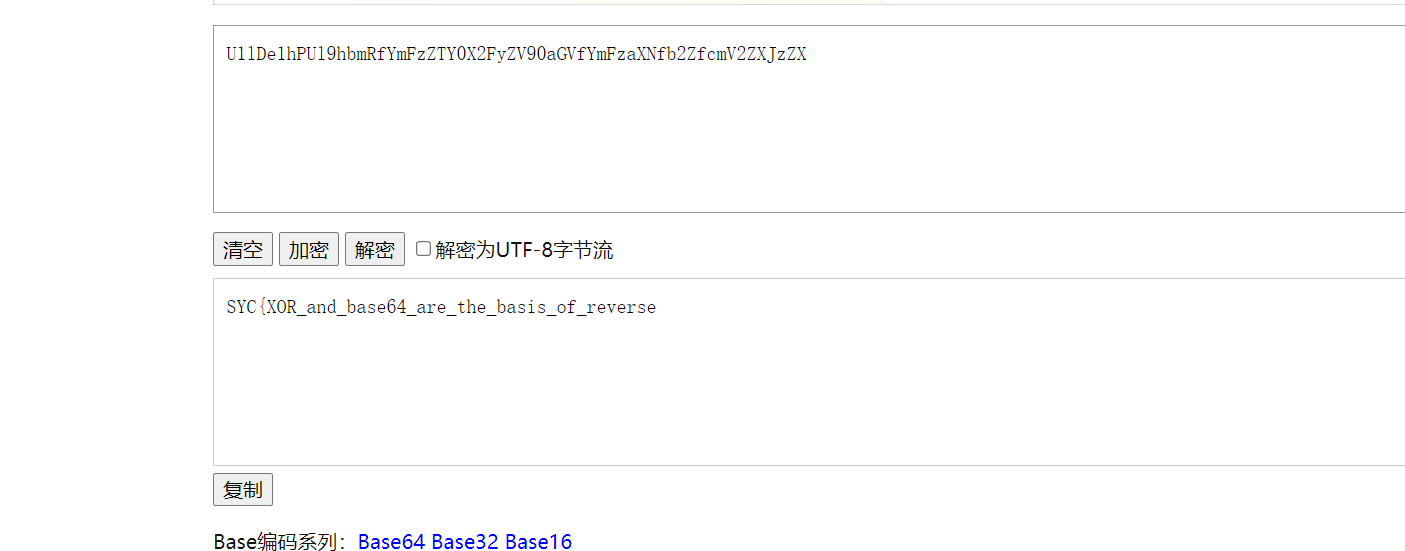 U1lDe1hPUl9hbmRfYmFzZTY0X2FyZV90aGVfYmFzaXNfb2ZfcmV2ZXJzZX
清空 加密 解密 解密为UTF-8字节流
SYC{XOR_and_base64_are_the_basis_of_reverse
复制
Base编码系列：Base64 Base32 Base16